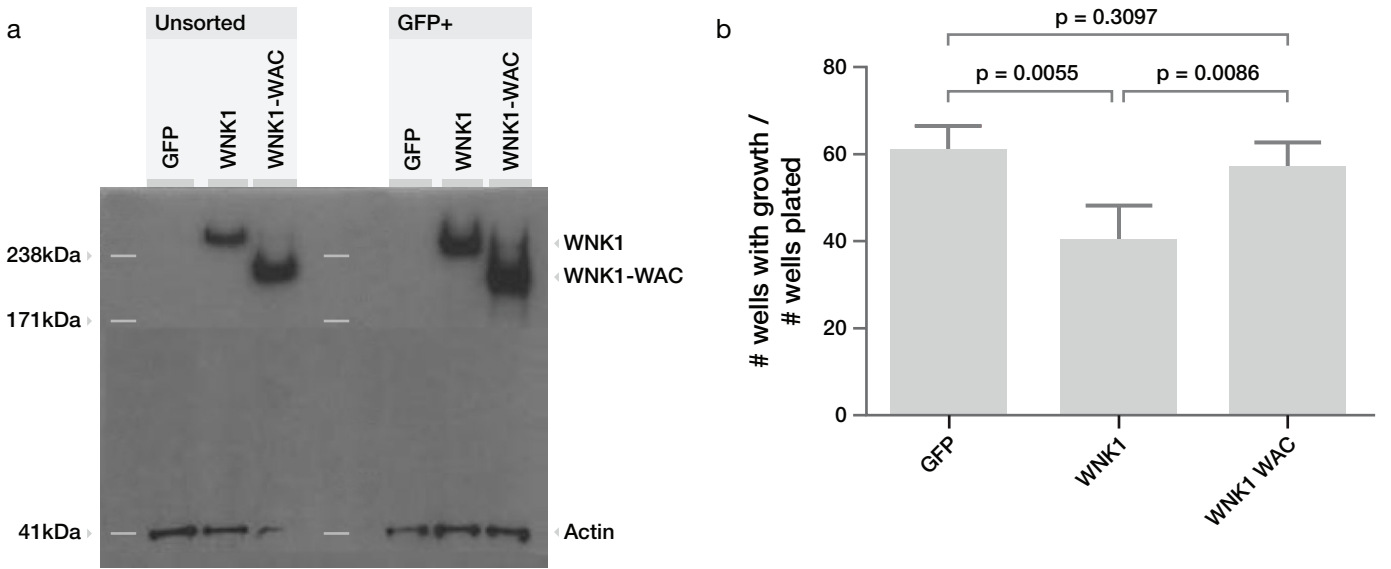 a
Unsorted
GFP+
GFP
WNK1
WNK1-WAC
GFP
WNK1
WNK1-WAC
238kDa
171kDa
41kDa
WNK1
WNK1-WAC
Actin
b
p = 0.3097
p = 0.0055
p = 0.0086
# wells with growth /
# wells plated
80
60
40
20
0
GFP
WNK1
WNK1 WAC